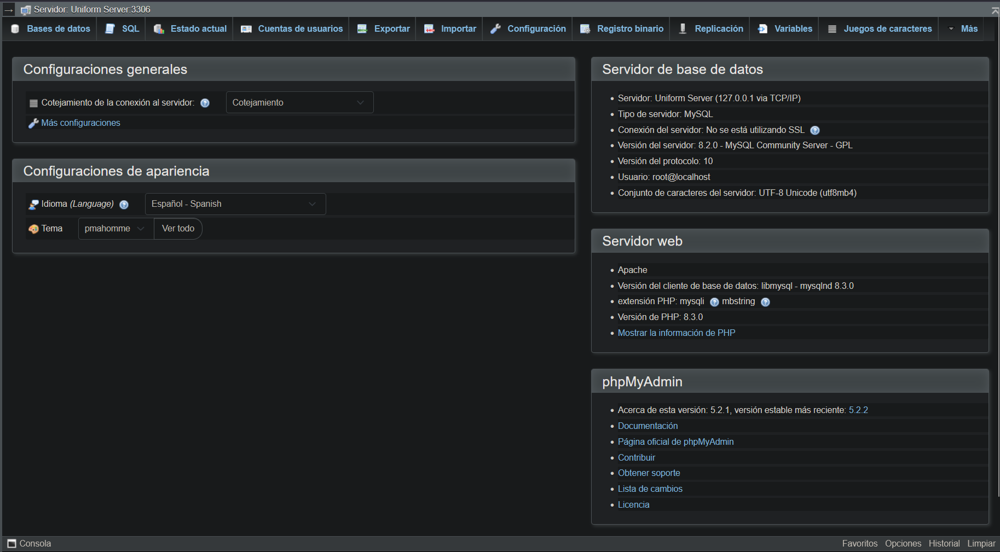 Servidor: Uniform Server:3306
Bases de datos SQL Estado actual Cuentas de usuarios Exportar Importar Configuración Registro binario Replicación Variables Juegos de caracteres Más
Configuraciones generales
Cotejamiento de la conexión al servidor: Cotejamiento
Más configuraciones
Configuraciones de apariencia
Idioma (Language) Español - Spanish
Tema pmahomme Ver todo
Servidor de base de datos
• Servidor: Uniform Server (127.0.0.1 via TCP/IP)
• Tipo de servidor: MySQL
• Conexión del servidor: No se está utilizando SSL
• Versión del servidor: 8.2.0 - MySQL Community Server - GPL
• Versión del protocolo: 10
• Usuario: root@localhost
• Conjunto de caracteres del servidor: UTF-8 Unicode (utf8mb4)
Servidor web
• Apache
• Versión del cliente de base de datos: libmysql - mysqlnd 8.3.0
• extensión PHP: mysqli mbstring
• Versión de PHP: 8.3.0
• Mostrar la información de PHP
phpMyAdmin
• Acerca de esta versión: 5.2.1, versión estable más reciente: 5.2.2
• Documentación
• Página oficial de phpMyAdmin
• Contribuir
• Obtener soporte
• Lista de cambios
• Licencia
Consola Favoritos Opciones Historial Limpiar